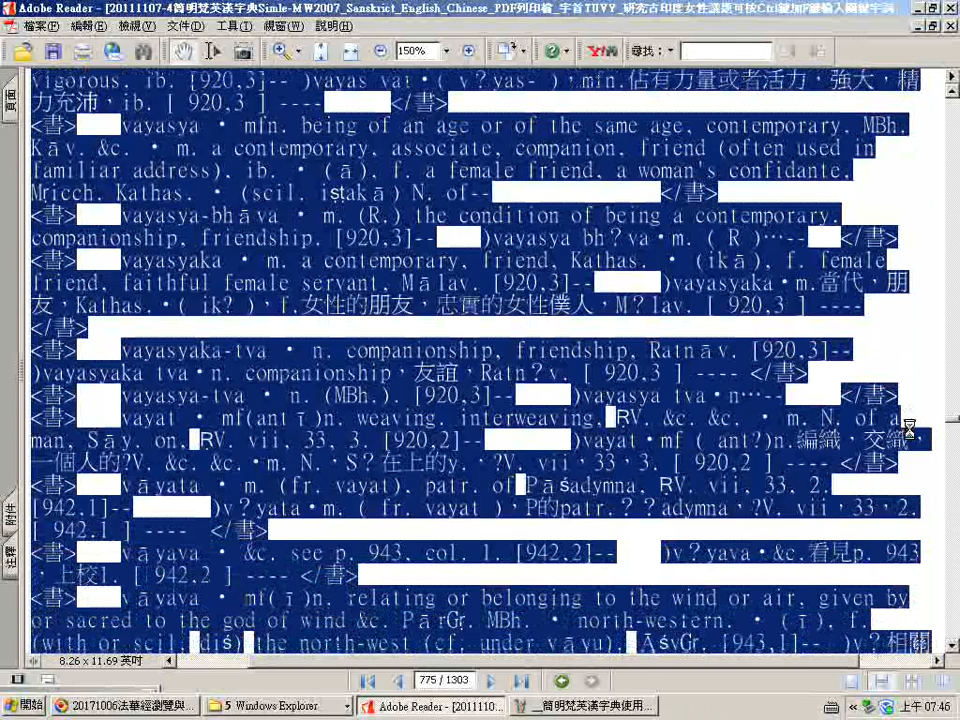 Adobe Reader - [20111107-4簡明梵英漢字典Simle-MW2007_Sanskrit_English_Chinese_PDF列印檔_字首TUVY_研究古印度女性議題可按Ctrl鍵加F鍵輸入關鍵字詞
檔案(F) 編輯(E) 檢視(V) 文件(D) 工具(T) 視窗(W) 說明(H)
150% 尋找：
頁面
附件
注釋
vigorous. ib. [920,3]-- )vayas vat•( v?yas- )，mfn.佔有力量或者活力，強大，精
力充沛，ib. [ 920,3 ] ---- </書>
<書> vayasya • mfn. being of an age or of the same age, contemporary, MBh.
Kāv. &c. • m. a contemporary, associate, companion, friend (often used in
familiar address), ib. • (ā), f. a female friend, a woman's confidante,
Mṛicch. Kathas. • (scil. iṣṭakā) N. of-- </書>
<書> vayasya-bhāva • m. (R.) the condition of being a contemporary,
companionship, friendship. [920,3]-- )vayasya bh?va•m. ( R )…-- </書>
<書> vayasyaka • m. a contemporary, friend, Kathas. • (ikā), f. female
friend, faithful female servant, Mālav. [920,3]-- )vayasyaka•m.當代，朋
友，Kathas.•( ik? )，f.女性的朋友，忠實的女性僕人，M?lav. [ 920,3 ] ----
</書>
<書> vayasyaka-tva • n. companionship, friendship, Ratnāv. [920,3]--
)vayasyaka tva•n. companionship，友誼，Ratn?v. [ 920,3 ] ---- </書>
<書> vayasya-tva • n. (MBh.). [920,3]-- )vayasya tva•n…-- </書>
<書> vayat • mf(antī)n. weaving, interweaving, RV. &c. &c. • m. N. of a
man, Sāy. on. RV. vii, 33, 3. [920,2]-- )vayat•mf ( ant?)n.編織，交織，
一個人的?V. &c. &c.•m. N.，S？在上的y，?V. vii，33，3. [ 920,2 ] ---- </書>
<書> vāyata • m. (fr. vayat), patr. of Pāśadymna, RV. vii, 33, 2.
[942,1]-- )v?yata•m. ( fr. vayat )，P的patr.？?adymna，?V. vii，33，2.
[ 942,1 ] ---- </書>
<書> vāyava • &c. see p. 943, col. 1. [942,2]-- )v?yava•&c.看見p. 943
，上校1. [ 942,2 ] ----- </書>
<書> vāyava • mf(ī)n. relating or belonging to the wind or air, given by
or sacred to the god of wind &c. PārGṛ. MBh. • north-western. • (ī), f.
(with or scil. diś) the north-west (cf. under vāyu), ĀśvGr. [943,1]-- )v?相關
8.26 x 11.69 英吋
775 / 1303
開始 20171006法華經瀏覽與... 5 Windows Explorer Adobe Reader - [2011110... __簡明梵英漢字典使用... 上午 07:46